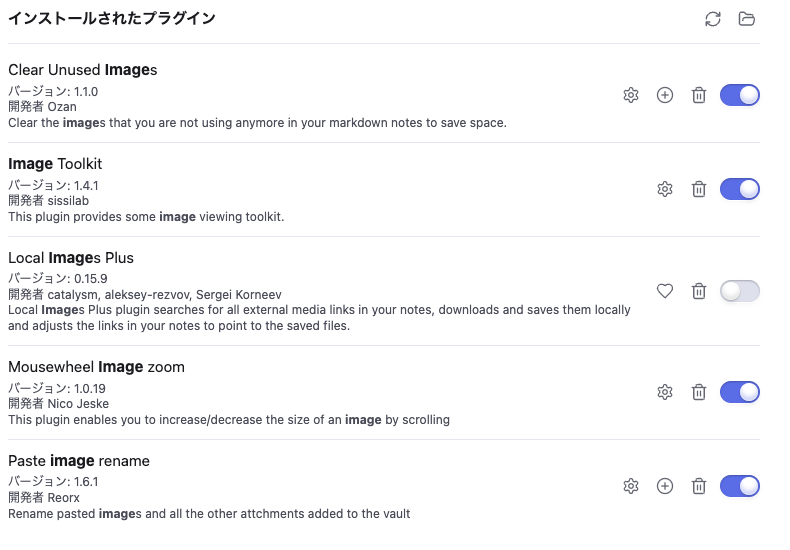 インストールされたプラグイン
Clear Unused Images
バージョン: 1.1.0
開発者 Ozan
Clear the images that you are not using anymore in your markdown notes to save space.
Image Toolkit
バージョン: 1.4.1
開発者 sissilab
This plugin provides some image viewing toolkit.
Local Images Plus
バージョン: 0.15.9
開発者 catalysm, aleksey-rezvov, Sergei Korneev
Local Images Plus plugin searches for all external media links in your notes, downloads and saves them locally
and adjusts the links in your notes to point to the saved files.
Mousewheel Image zoom
バージョン: 1.0.19
開発者 Nico Jeske
This plugin enables you to increase/decrease the size of an image by scrolling
Paste image rename
バージョン: 1.6.1
開発者 Reorx
Rename pasted images and all the other attchments added to the vault